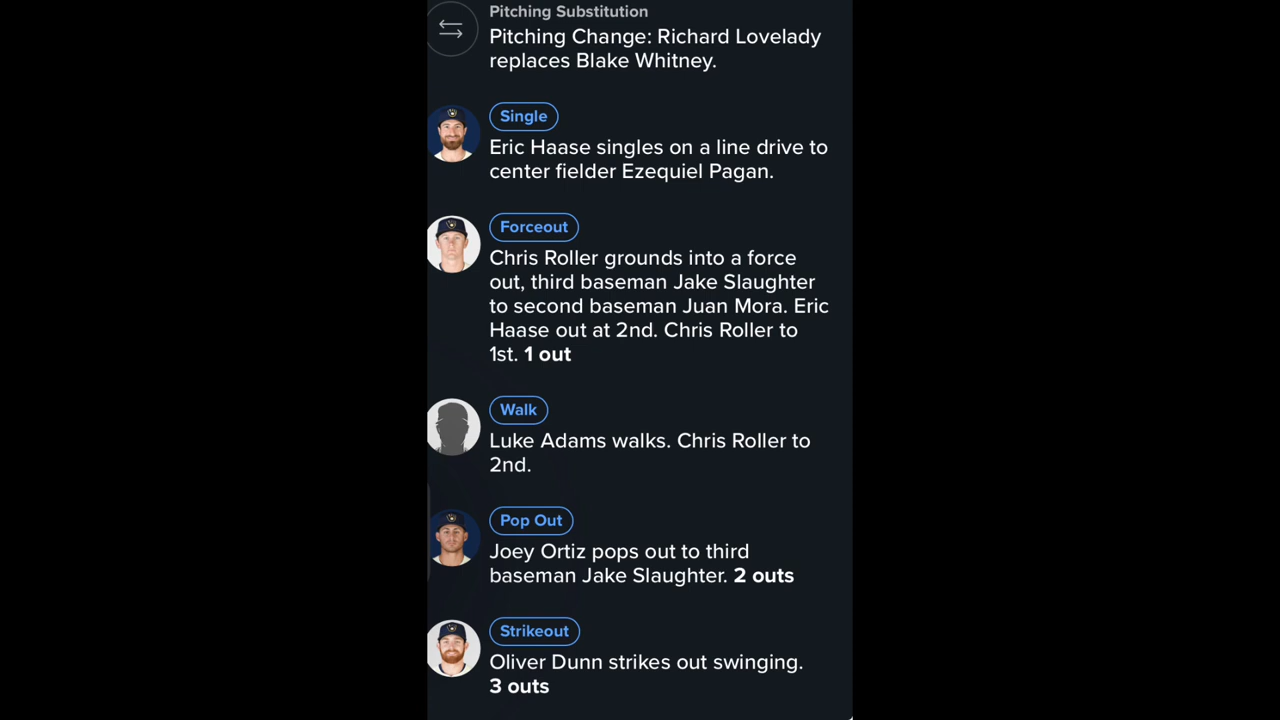 Pitching Substitution
Pitching Change: Richard Lovelady
replaces Blake Whitney.
Single
Eric Haase singles on a line drive to
center fielder Ezequiel Pagan.
Forceout
Chris Roller grounds into a force
out, third baseman Jake Slaughter
to second baseman Juan Mora. Eric
Haase out at 2nd. Chris Roller to
1st. 1 out
Walk
Luke Adams walks. Chris Roller to
2nd.
Pop Out
Joey Ortiz pops out to third
baseman Jake Slaughter. 2 outs
Strikeout
Oliver Dunn strikes out swinging.
3 outs